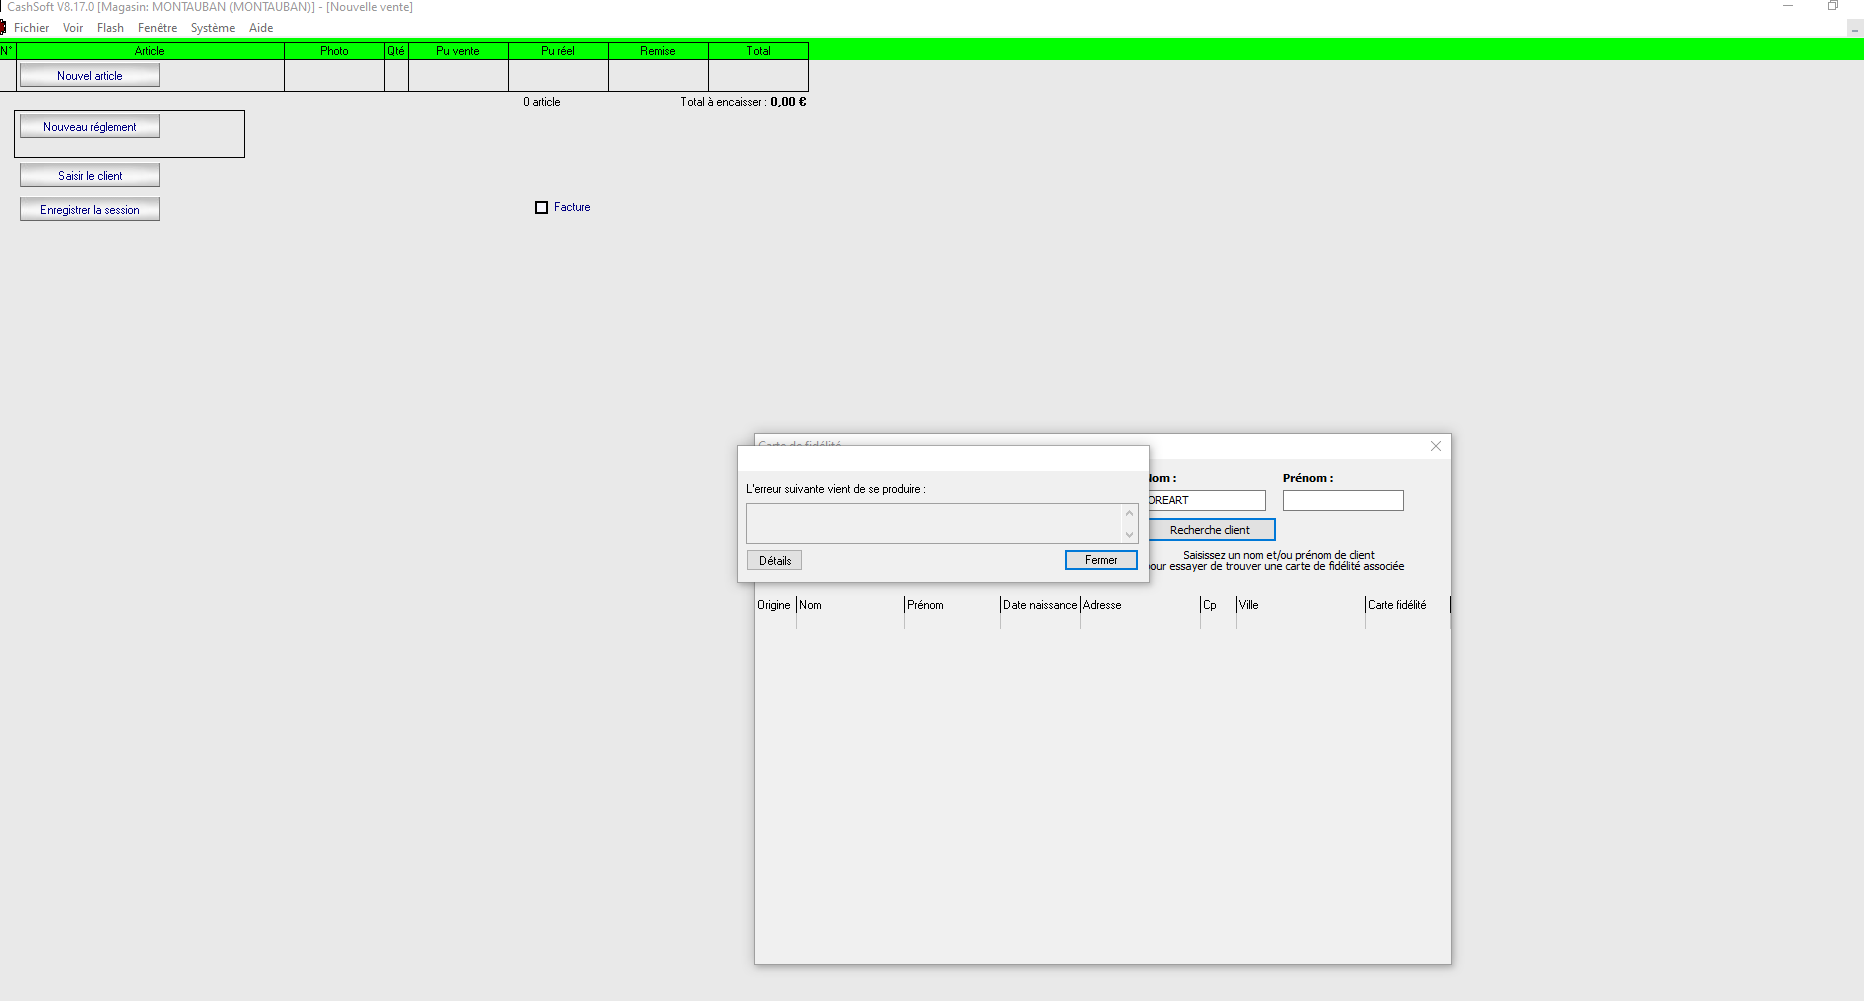 CashSoft V8.17.0 [Magasin: MONTAUBAN (MONTAUBAN)] - [Nouvelle vente]
Fichier Voir Flash Fenêtre Système Aide
N° Article Photo Qté Pu vente Pu réel Remise Total
Nouvel article
0 article Total à encaisser : 0,00 €
Nouveau réglement
Saisir le client
Enregistrer la session
Facture
Carte de fidélité
L'erreur suivante vient de se produire :
Détails Fermer
Prénom :
Recherche client
Saisissez un nom et/ou prénom de client
essayer de trouver une carte de fidélité associée
Origine Nom Prénom Date naissance Adresse Cp Ville Carte fidélité